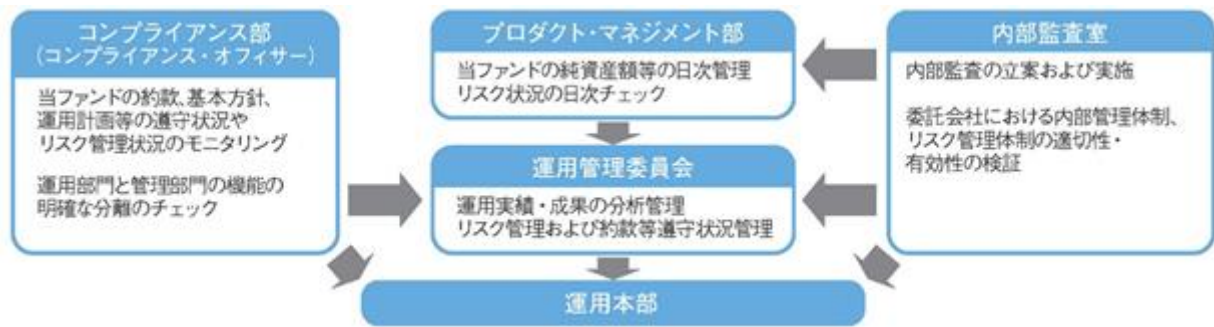 コンプライアンス部
(コンプライアンス・オフィサー)
当ファンドの約款、基本方針、
運用計画等の遵守状況や
リスク管理状況のモニタリング
運用部門と管理部門の機能の
明確な分離のチェック
プロダクト・マネジメント部
当ファンドの純資産額等の日次管理
リスク状況の日次チェック
運用管理委員会
運用実績・成果の分析管理
リスク管理および約款等遵守状況管理
内部監査室
内部監査の立案および実施
委託会社における内部管理体制、
リスク管理体制の適切性・
有効性の検証
運用本部